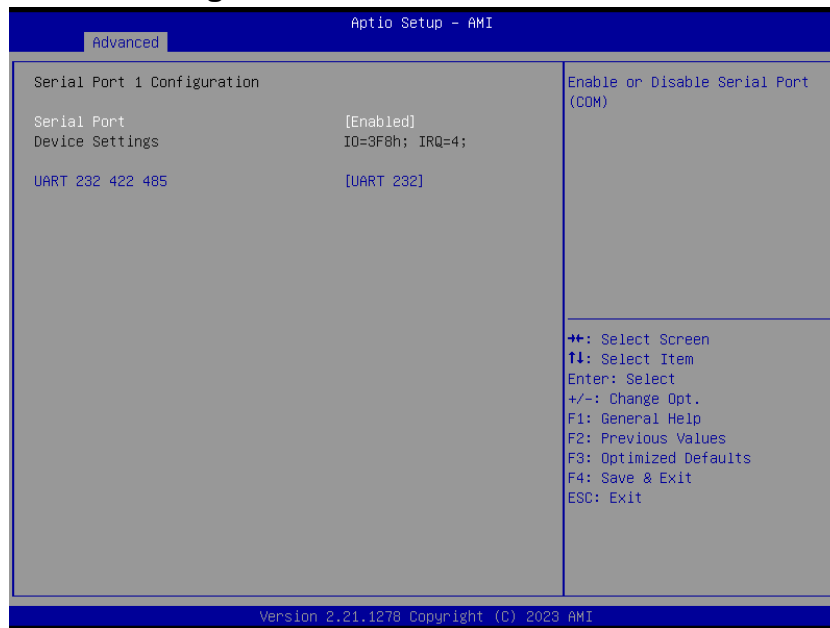 Aptio Setup – AMI
Advanced
Serial Port 1 Configuration
Serial Port [Enabled]
Device Settings IO=3F8h; IRQ=4;
UART 232 422 485 [UART 232]
Enable or Disable Serial Port
(COM)
→←: Select Screen
↑↓: Select Item
Enter: Select
+/-: Change Opt.
F1: General Help
F2: Previous Values
F3: Optimized Defaults
F4: Save & Exit
ESC: Exit
Version 2.21.1278 Copyright (C) 2023 AMI